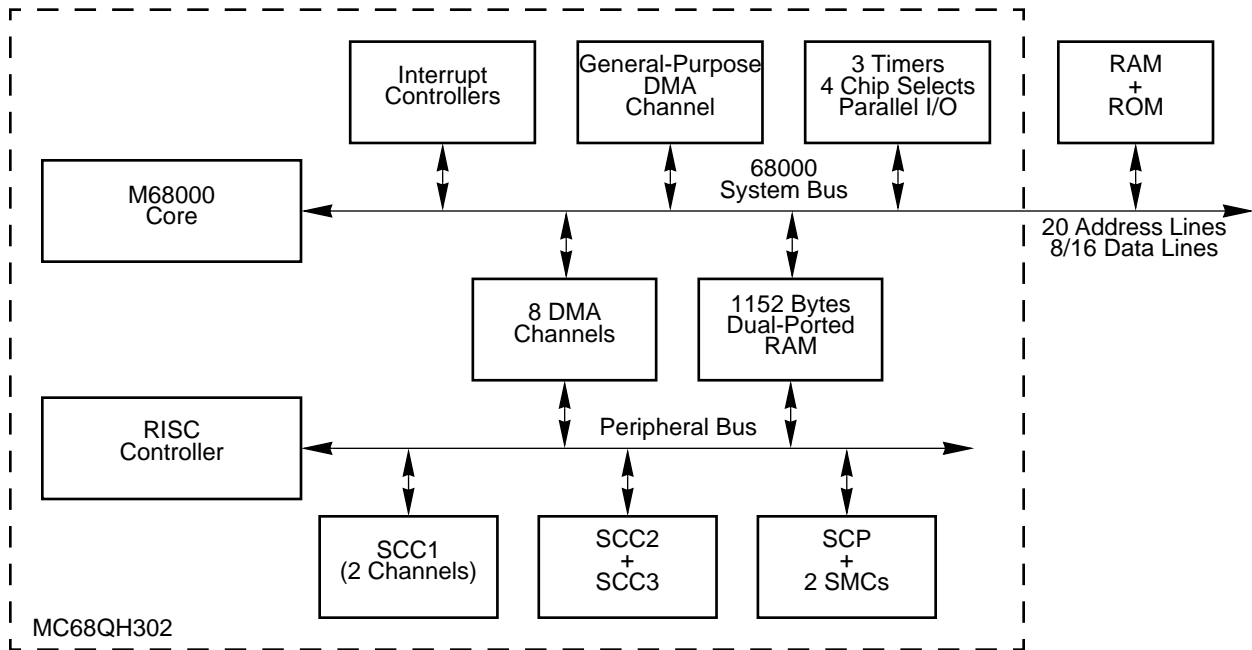 Interrupt
Controllers
General-Purpose
DMA
Channel
3 Timers
4 Chip Selects
Parallel I/O
RAM
+
ROM
M68000
Core
68000
System Bus
20 Address Lines
8/16 Data Lines
8 DMA
Channels
1152 Bytes
Dual-Ported
RAM
RISC
Controller
Peripheral Bus
SCC1
(2 Channels)
SCC2
+
SCC3
SCP
+
2 SMCs
MC68QH302